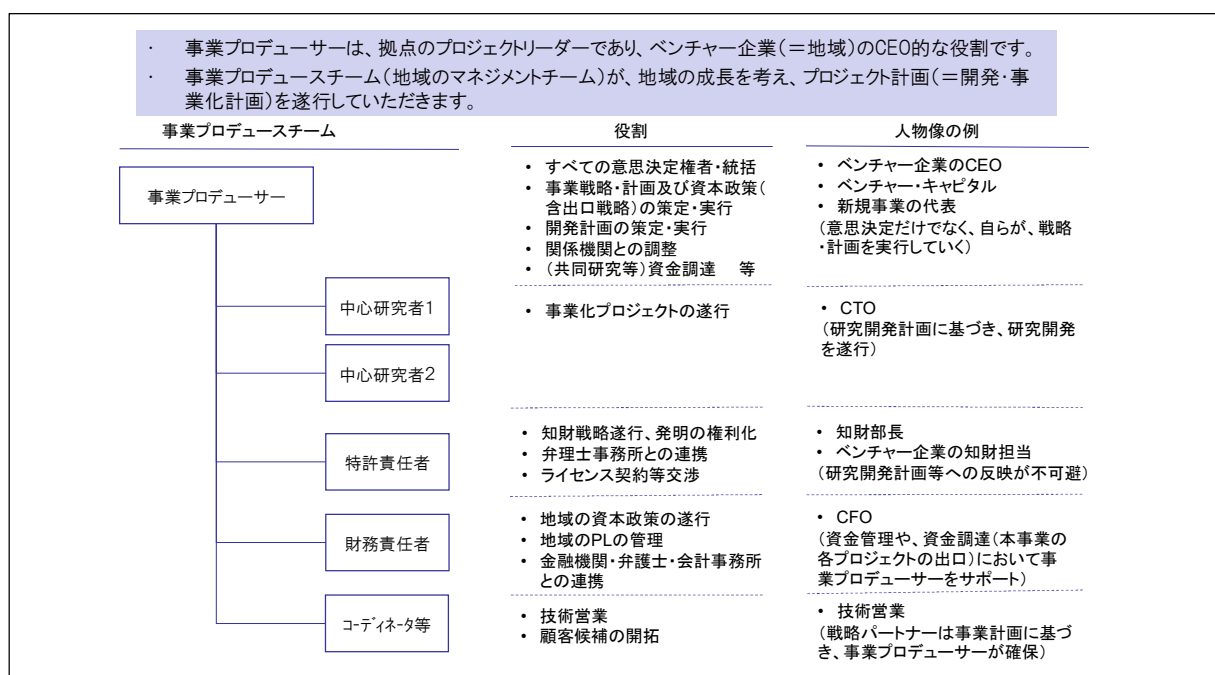 ・ 事業プロデューサーは、拠点のプロジェクトリーダーであり、ベンチャー企業(=地域)のCEO的な役割です。
・ 事業プロデュースチーム(地域のマネジメントチーム)が、地域の成長を考え、プロジェクト計画(=開発・事
業化計画)を遂行していただきます。
事業プロデュースチーム
役割
人物像の例
事業プロデューサー
• すべての意思決定権者・統括
• 事業戦略・計画及び資本政策(
含出口戦略)の策定・実行
• 開発計画の策定・実行
• 関係機関との調整
• (共同研究等)資金調達 等
• ベンチャー企業のCEO
• ベンチャー・キャピタル
• 新規事業の代表
(意思決定だけでなく、自らが、戦略
・計画を実行していく)
中心研究者1
• 事業化プロジェクトの遂行
• CTO
(研究開発計画に基づき、研究開発
を遂行)
中心研究者2
特許責任者
• 知財戦略遂行、発明の権利化
• 弁理士事務所との連携
• ライセンス契約等交渉
• 知財部長
• ベンチャー企業の知財担当
(研究開発計画等への反映が不可避)
財務責任者
• 地域の資本政策の遂行
• 地域のPLの管理
• 金融機関・弁護士・会計事務所
との連携
• CFO
(資金管理や、資金調達(本事業の
各プロジェクトの出口)において事
業プロデューサーをサポート)
コーディネータ等
• 技術営業
• 顧客候補の開拓
• 技術営業
(戦略パートナーは事業計画に基づ
き、事業プロデューサーが確保)